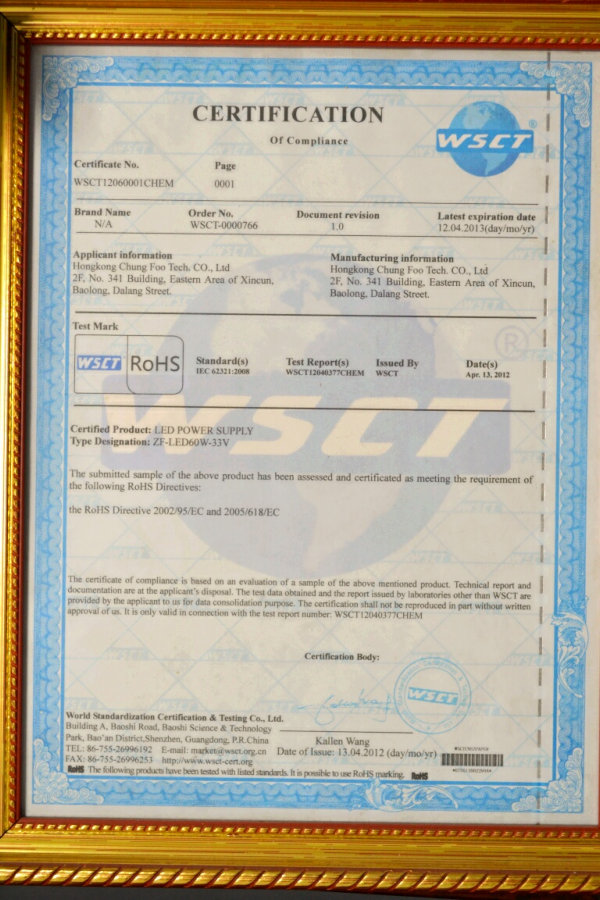 CERTIFICATION
Of Compliance
WSCT®
Certificate No. Page
WSCT12060001CHEM 0001
Brand Name Order No. Document revision Latest expiration date
N/A WSCT-0000766 1.0 12.04.2013(day/mo/yr)
Applicant information Manufacturing information
Hongkong Chung Foo Tech. CO., Ltd Hongkong Chung Foo Tech. CO., Ltd
2F, No. 341 Building, Eastern Area of Xincun, 2F, No. 341 Building, Eastern Area of Xincun,
Baolong, Dalang Street. Baolong, Dalang Street.
Test Mark
WSCT RoHS Standard(s) Test Report(s) Issued By Date(s)
IEC 62321:2008 WSCT12040377CHEM WSCT Apr. 13, 2012
WSCT®
Certified Product: LED POWER SUPPLY
Type Designation: ZF-LED60W-33V
The submitted sample of the above product has been assessed and certificated as meeting the requirement of
the following RoHS Directives:
the RoHS Directive 2002/95/EC and 2005/618/EC
The certificate of compliance is based on an evaluation of a sample of the above mentioned product. Technical report and
documentation are at the applicant's disposal. The test data obtained and the report issued by laboratories other than WSCT are
provided by the applicant to us for data consolidation purpose. The certification shall not be reproduced in part without written
approval of us. It is only valid in connection with the test report number: WSCT12040377CHEM
Certification Body:
WSCT
World Standardization Certification & Testing Co., Ltd.
Building A, Baoshi Road, Baoshi Science & Technology
Park, Bao'an District,Shenzhen, Guangdong, P.R.China
Kallen Wang
TEL: 86-755-26996192 E-mail: market@wsct.org.cn Date of Issue: 13.04.2012 (day/mo/yr)
FAX: 86-755-26996253 http://www.wsct-cert.org
RoHS The following products have been tested with listed standards. It is possible to use RoHS marking. RoHS